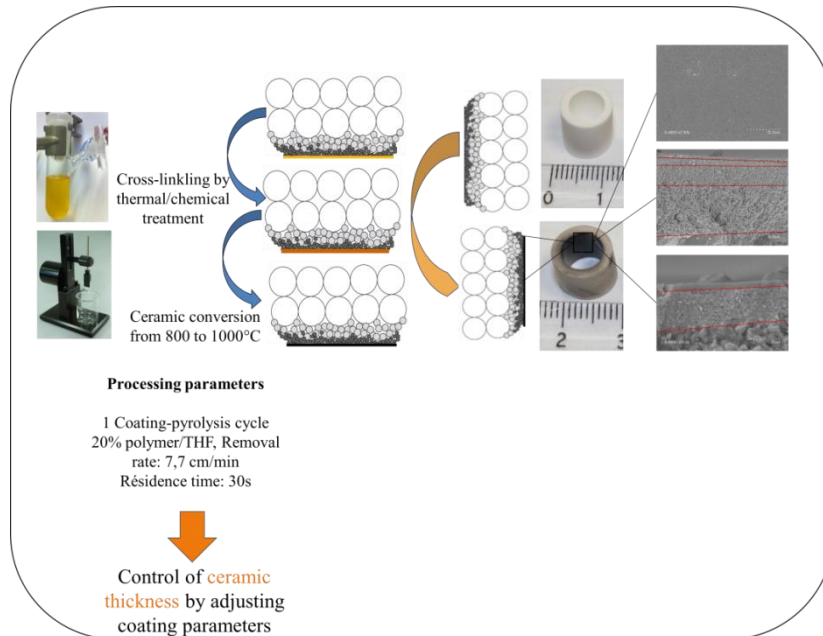 Cross-linkling by
thermal/chemical
treatment
Ceramic conversion
from 800 to 1000°C
0 1
2 3
Processing parameters
1 Coating-pyrolysis cycle
20% polymer/THF, Removal
rate: 7,7 cm/min
Résidence time: 30s
Control of ceramic
thickness by adjusting
coating parameters